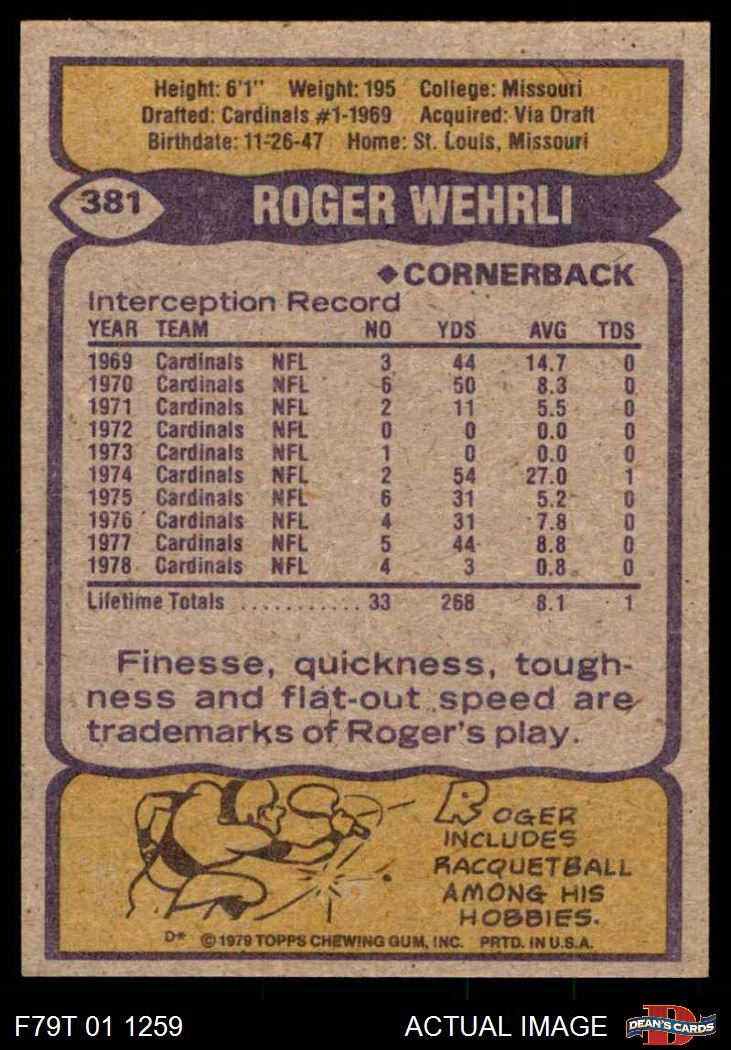 Height: 6'1" Weight: 195 College: Missouri
Drafted: Cardinals #1-1969 Acquired: Via Draft
Birthdate: 11-26-47 Home: St. Louis, Missouri
381 ROGER WEHRLI
◆CORNERBACK
Interception Record
YEAR TEAM NO YDS AVG TDS
1969 Cardinals NFL 3 44 14.7 0
1970 Cardinals NFL 6 50 8.3 0
1971 Cardinals NFL 2 11 5.5 0
1972 Cardinals NFL 0 0 0.0 0
1973 Cardinals NFL 1 0 0.0 0
1974 Cardinals NFL 2 54 27.0 1
1975 Cardinals NFL 6 31 5.2 0
1976 Cardinals NFL 4 31 7.8 0
1977 Cardinals NFL 5 44 8.8 0
1978 Cardinals NFL 4 3 0.8 0
Lifetime Totals ........... 33 268 8.1 1
Finesse, quickness, tough-
ness and flat-out speed are
trademarks of Roger's play.
ROGER
INCLUDES
RACQUETBALL
AMONG HIS
HOBBIES.
D* © 1979 TOPPS CHEWING GUM, INC. PRTD. IN U.S.A.
F79T 01 1259 ACTUAL IMAGE D DEAN'S CARDS